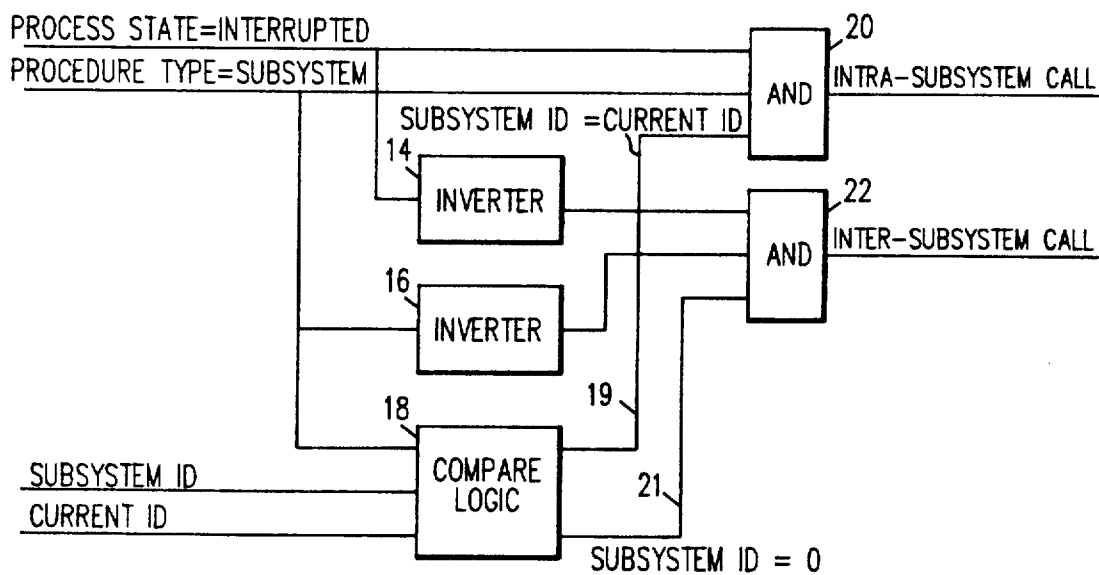 PROCESS STATE=INTERRUPTED
PROCEDURE TYPE=SUBSYSTEM
20
AND
INTRA-SUBSYSTEM CALL
SUBSYSTEM ID =CURRENT ID
14
INVERTER
22
AND
INTER-SUBSYSTEM CALL
16
INVERTER
19
18
COMPARE
LOGIC
SUBSYSTEM ID
CURRENT ID
21
SUBSYSTEM ID = 0